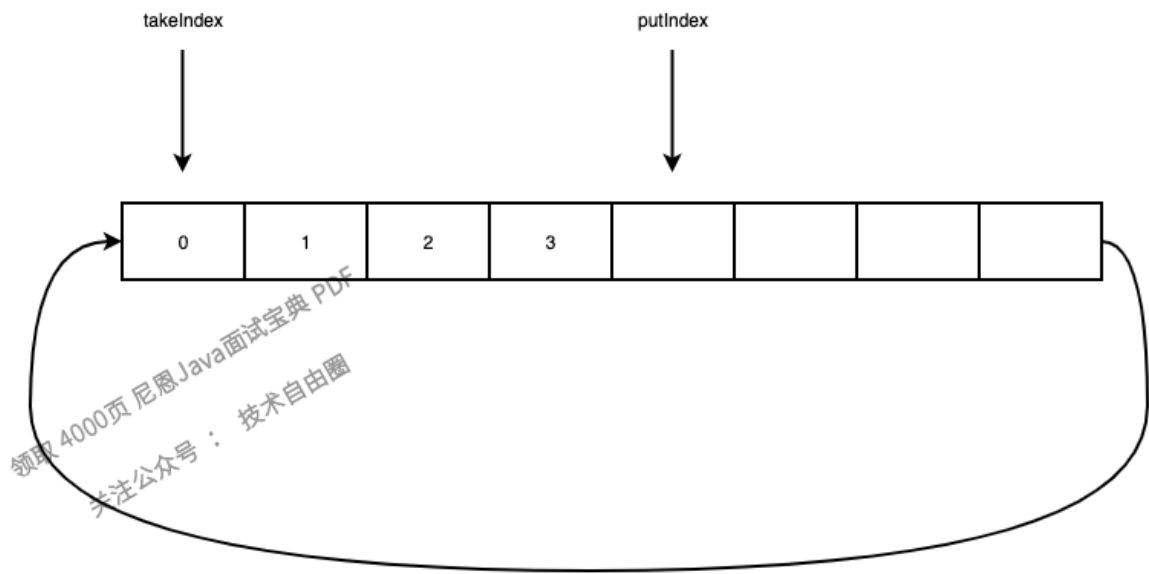 takeIndex
putIndex
0
1
2
3
领取 4000页 尼恩Java面试宝典 PDF
关注公众号 ： 技术自由圈